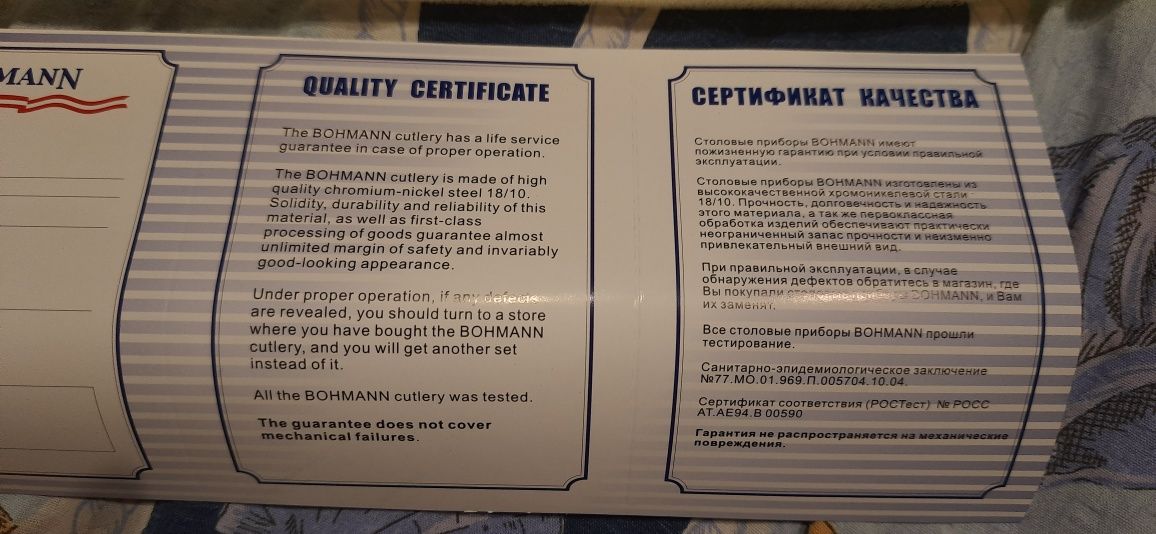 MANN
QUALITY CERTIFICATE
The BOHMANN cutlery has a life service
guarantee in case of proper operation.
The BOHMANN cutlery is made of high
quality chromium-nickel steel 18/10.
Solidity, durability and reliability of this
material, as well as first-class
processing of goods guarantee almost
unlimited margin of safety and invariably
good-looking appearance.
Under proper operation, if any defects
are revealed, you should turn to a store
where you have bought the BOHMANN
cutlery, and you will get another set
instead of it.
All the BOHMANN cutlery was tested.
The guarantee does not cover
mechanical failures.
СЕРТИФИКАТ КАЧЕСТВА
Столовые приборы BOHMANN имеют
пожизненную гарантию при условии правильной
эксплуатации.
Столовые приборы BOHMANN изготовлены из
высококачественной хромоникелевой стали
18/10. Прочность, долговечность и надежность
этого материала, а так же первоклассная
обработка изделий обеспечивают практически
неограниченный запас прочности и неизменно
привлекательный внешний вид.
При правильной эксплуатации, в случае
обнаружения дефектов обратитесь в магазин, где
Вы покупали BOHMANN, и Вам
их заменят.
Все столовые приборы BOHMANN прошли
тестирование.
Санитарно-эпидемиологическое заключение
№77.МО.01.969.П.005704.10.04.
Сертификат соответствия (РОСТест) № РОСС
АТ.АЕ94.В 00590
Гарантия не распространяется на механические
повреждения.